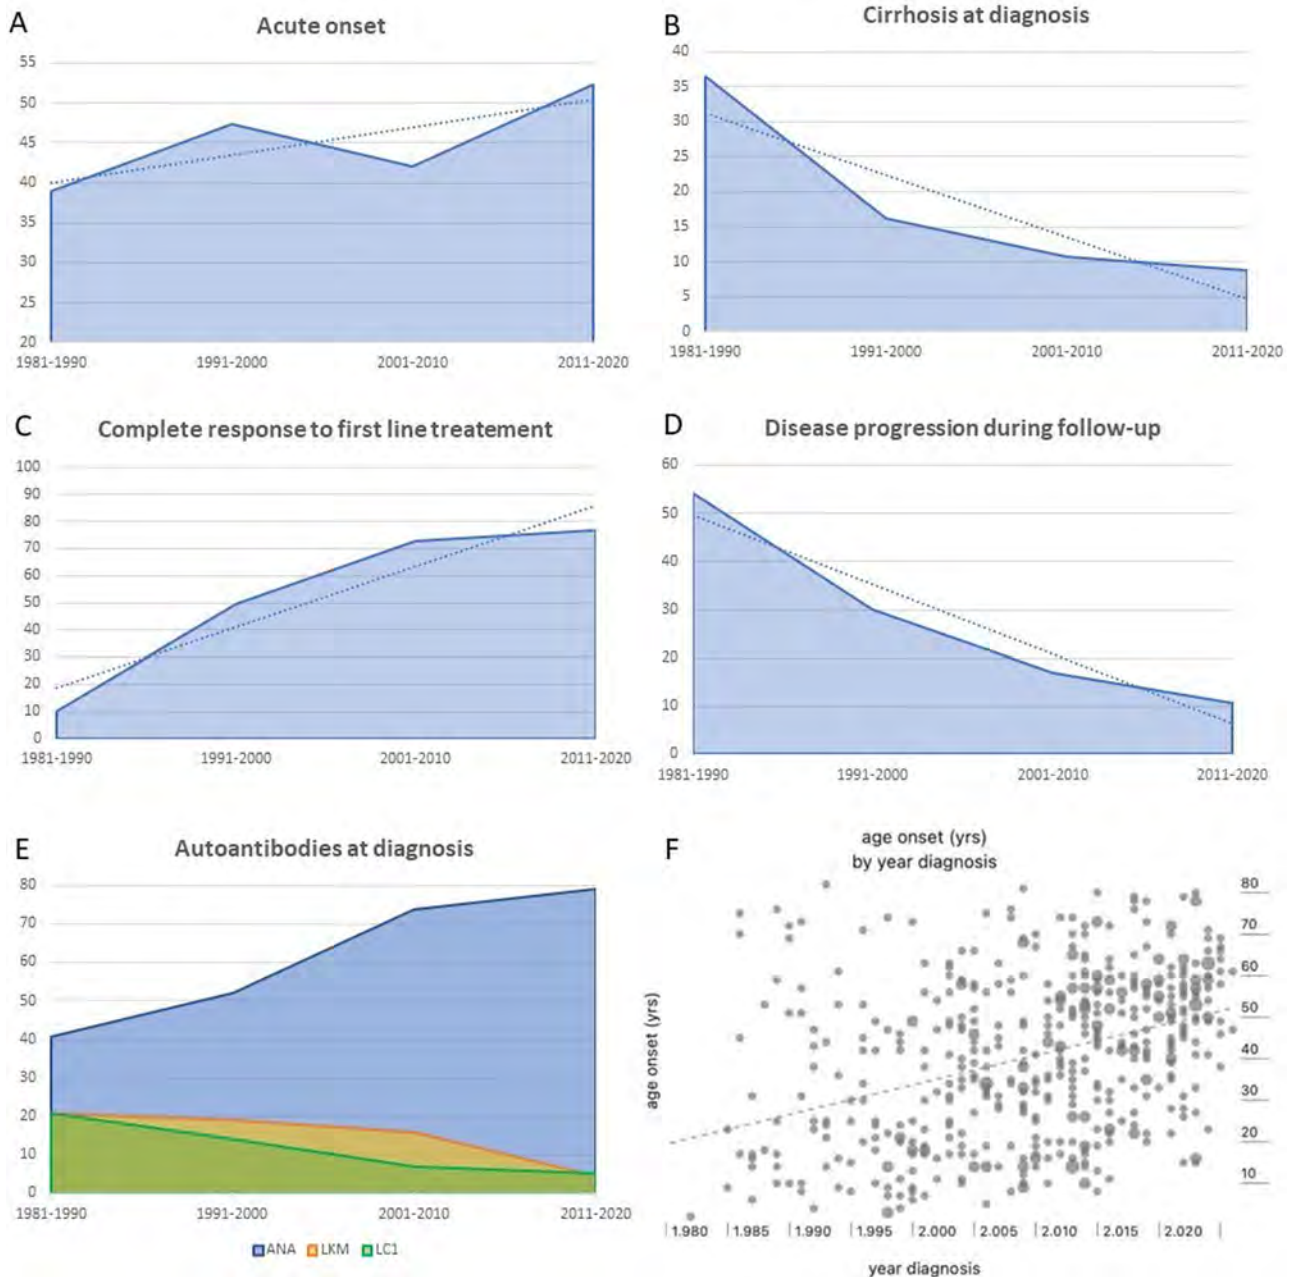 A
Acute onset
55
50
45
40
35
30
25
20
1981-1990 1991-2000 2001-2010 2011-2020
B
Cirrhosis at diagnosis
40
35
30
25
20
15
10
5
0
1981-1990 1991-2000 2001-2010 2011-2020
C
Complete response to first line treatement
100
90
80
70
60
50
40
30
20
10
0
1981-1990 1991-2000 2001-2010 2011-2020
D
Disease progression during follow-up
60
50
40
30
20
10
0
1981-1990 1991-2000 2001-2010 2011-2020
E
Autoantibodies at diagnosis
80
70
60
50
40
30
20
10
0
1981-1990 1991-2000 2001-2010 2011-2020
ANA LKM LC1
F
age onset (yrs)
by year diagnosis
age onset (yrs)
80
70
60
50
40
30
20
10
1.980 1.985 1.990 1.995 2.000 2.005 2.010 2.015 2.020
year diagnosis